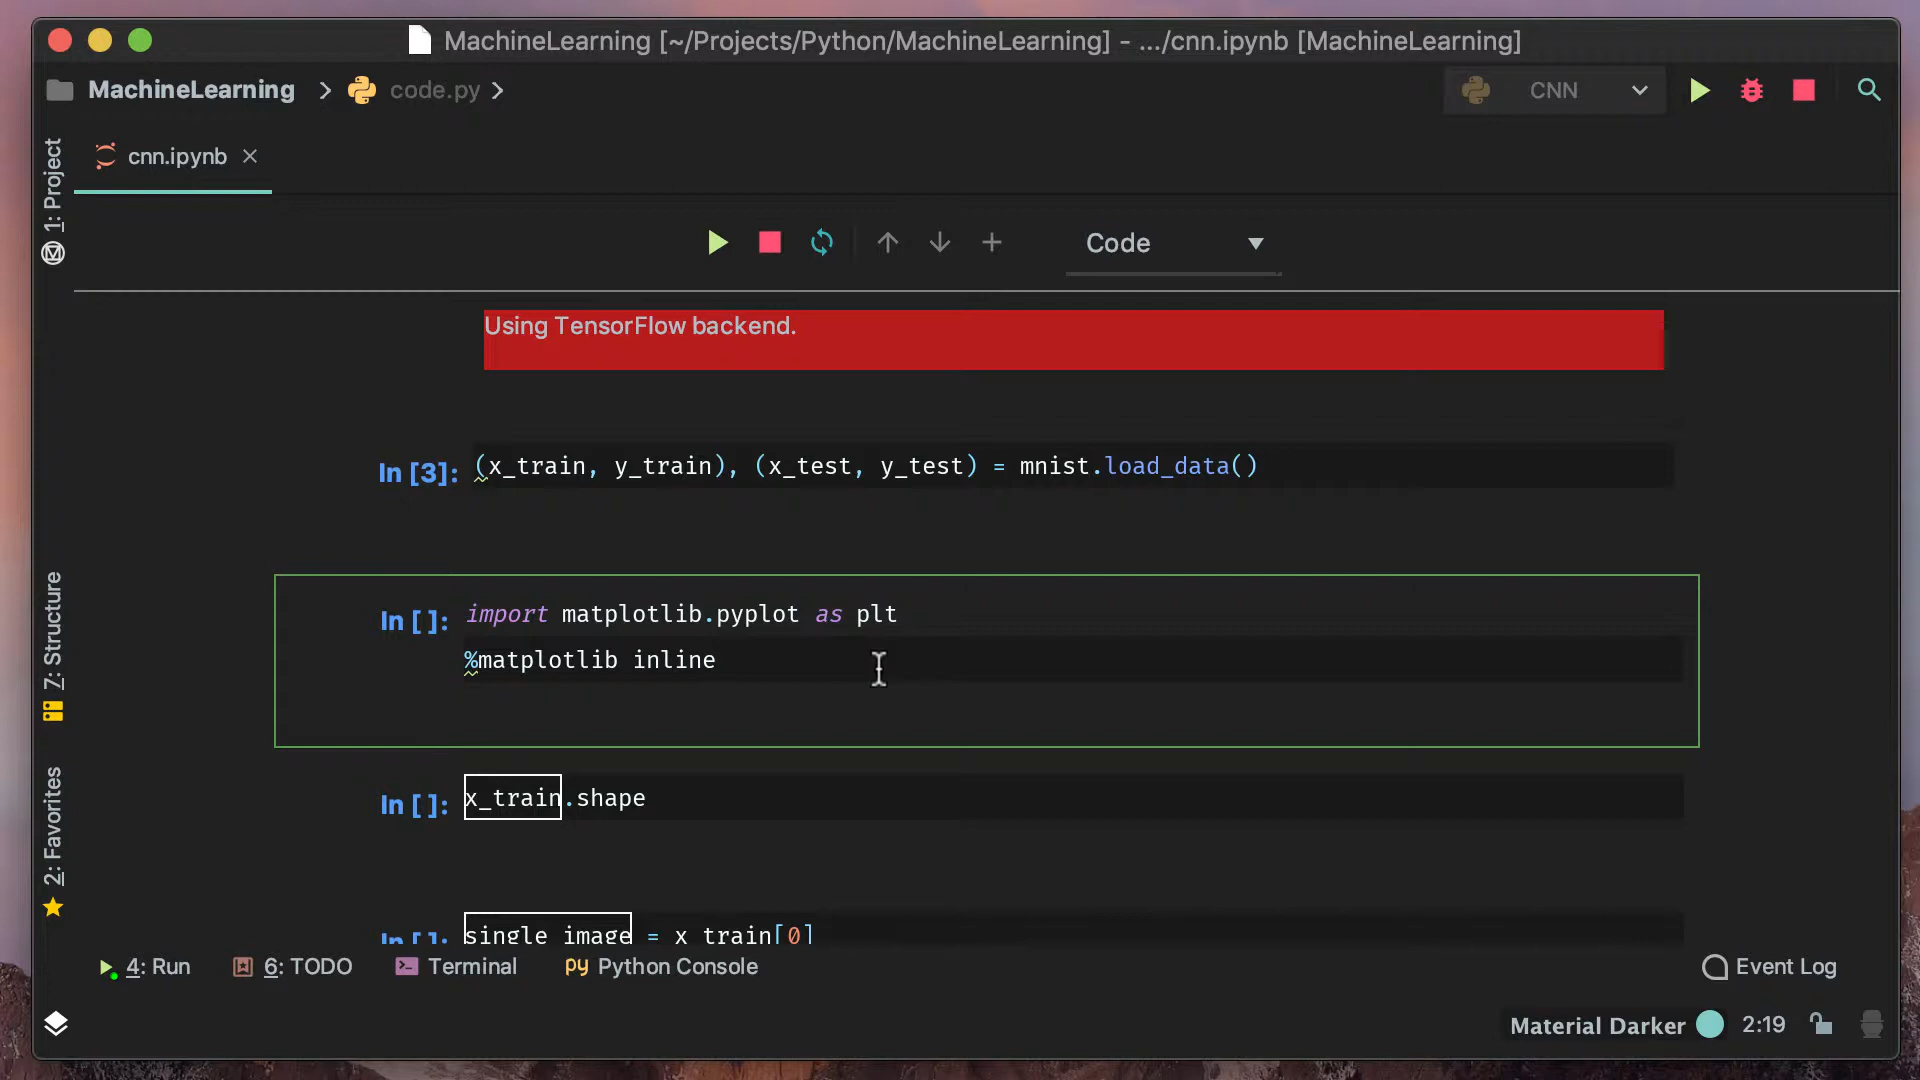 MachineLearning [~/Projects/Python/MachineLearning] - .../cnn.ipynb [MachineLearning]
MachineLearning
code.py
CNN
1: Project
cnn.ipynb
Code
Using TensorFlow backend.
In [3]: (x_train, y_train), (x_test, y_test) = mnist.load_data()
In [ ]: import matplotlib.pyplot as plt
%matplotlib inline
In [ ]: x_train.shape
In [ ]: single_image = x_train[0]
7: Structure
2: Favorites
4: Run
6: TODO
Terminal
Python Console
Event Log
Material Darker
2:19